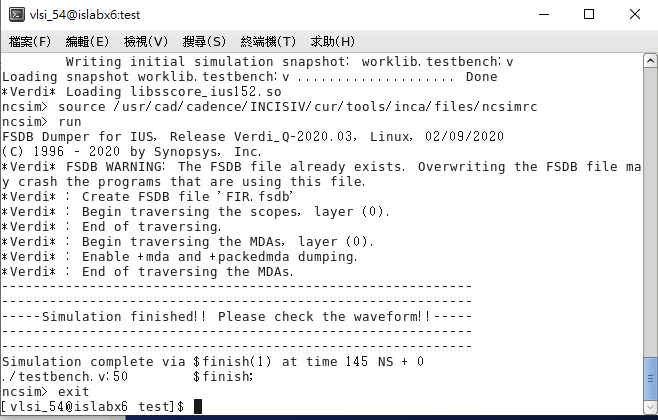 vlsi_54@islabx6:test
檔案(F) 編輯(E) 檢視(V) 搜尋(S) 終端機(T) 求助(H)
Writing initial simulation snapshot: worklib.testbench:v
Loading snapshot worklib.testbench:v .................... Done
*Verdi* Loading libsscore_ius152.so
ncsim> source /usr/cad/cadence/INCISIV/cur/tools/inca/files/ncsimrc
ncsim> run
FSDB Dumper for IUS, Release Verdi_Q-2020.03, Linux, 02/09/2020
(C) 1996 - 2020 by Synopsys, Inc.
*Verdi* FSDB WARNING: The FSDB file already exists. Overwriting the FSDB file ma
y crash the programs that are using this file.
*Verdi* : Create FSDB file 'FIR.fsdb'
*Verdi* : Begin traversing the scopes, layer (0).
*Verdi* : End of traversing.
*Verdi* : Begin traversing the MDAs, layer (0).
*Verdi* : Enable +mda and +packedmda dumping.
*Verdi* : End of traversing the MDAs.
-----------------------------------------------------------
-----------------------------------------------------------
-----Simulation finished!! Please check the waveform!!-----
-----------------------------------------------------------
-----------------------------------------------------------
Simulation complete via $finish(1) at time 145 NS + 0
./testbench.v:50        $finish;
ncsim> exit
[vlsi_54@islabx6 test]$